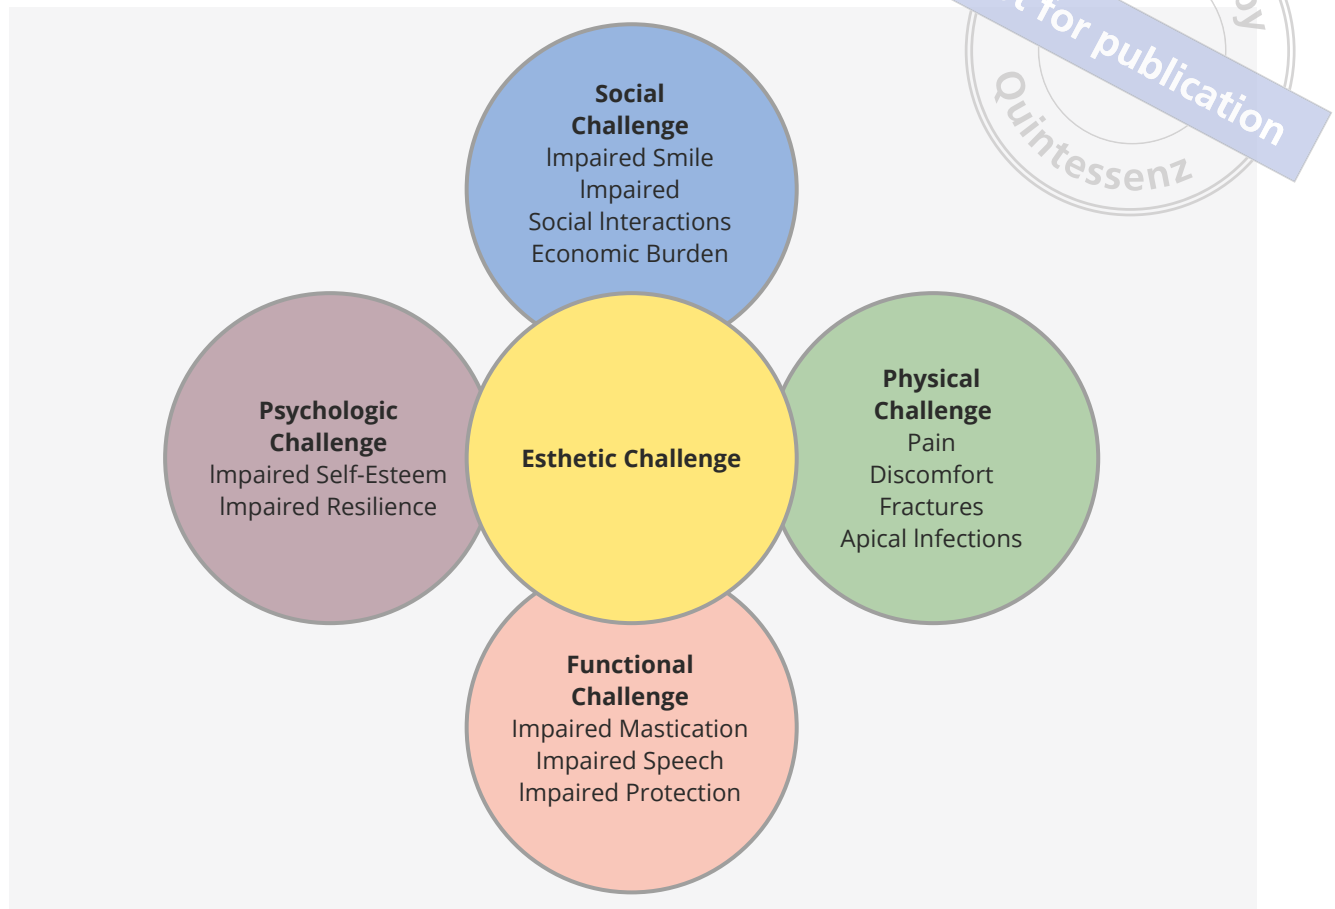 Social
Challenge
Impaired Smile
Impaired
Social Interactions
Economic Burden
Psychologic
Challenge
Impaired Self-Esteem
Impaired Resilience
Esthetic Challenge
Physical
Challenge
Pain
Discomfort
Fractures
Apical Infections
Functional
Challenge
Impaired Mastication
Impaired Speech
Impaired Protection
by
for publication
Quintessenz